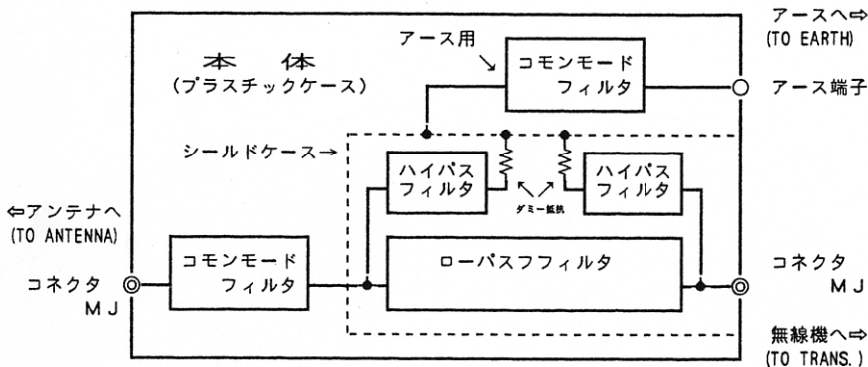 アースへ⇨
(TO EARTH)
アース用
本 体
(プラスチックケース)
コモンモード
フィルタ
アース端子
シールドケース→
ハイパス
フィルタ
ダミー抵抗
ハイパス
フィルタ
⇦アンテナへ
(TO ANTENNA)
コモンモード
フィルタ
ローパスフフィルタ
コネクタ
MJ
コネクタ
MJ
無線機へ⇨
(TO TRANS.)